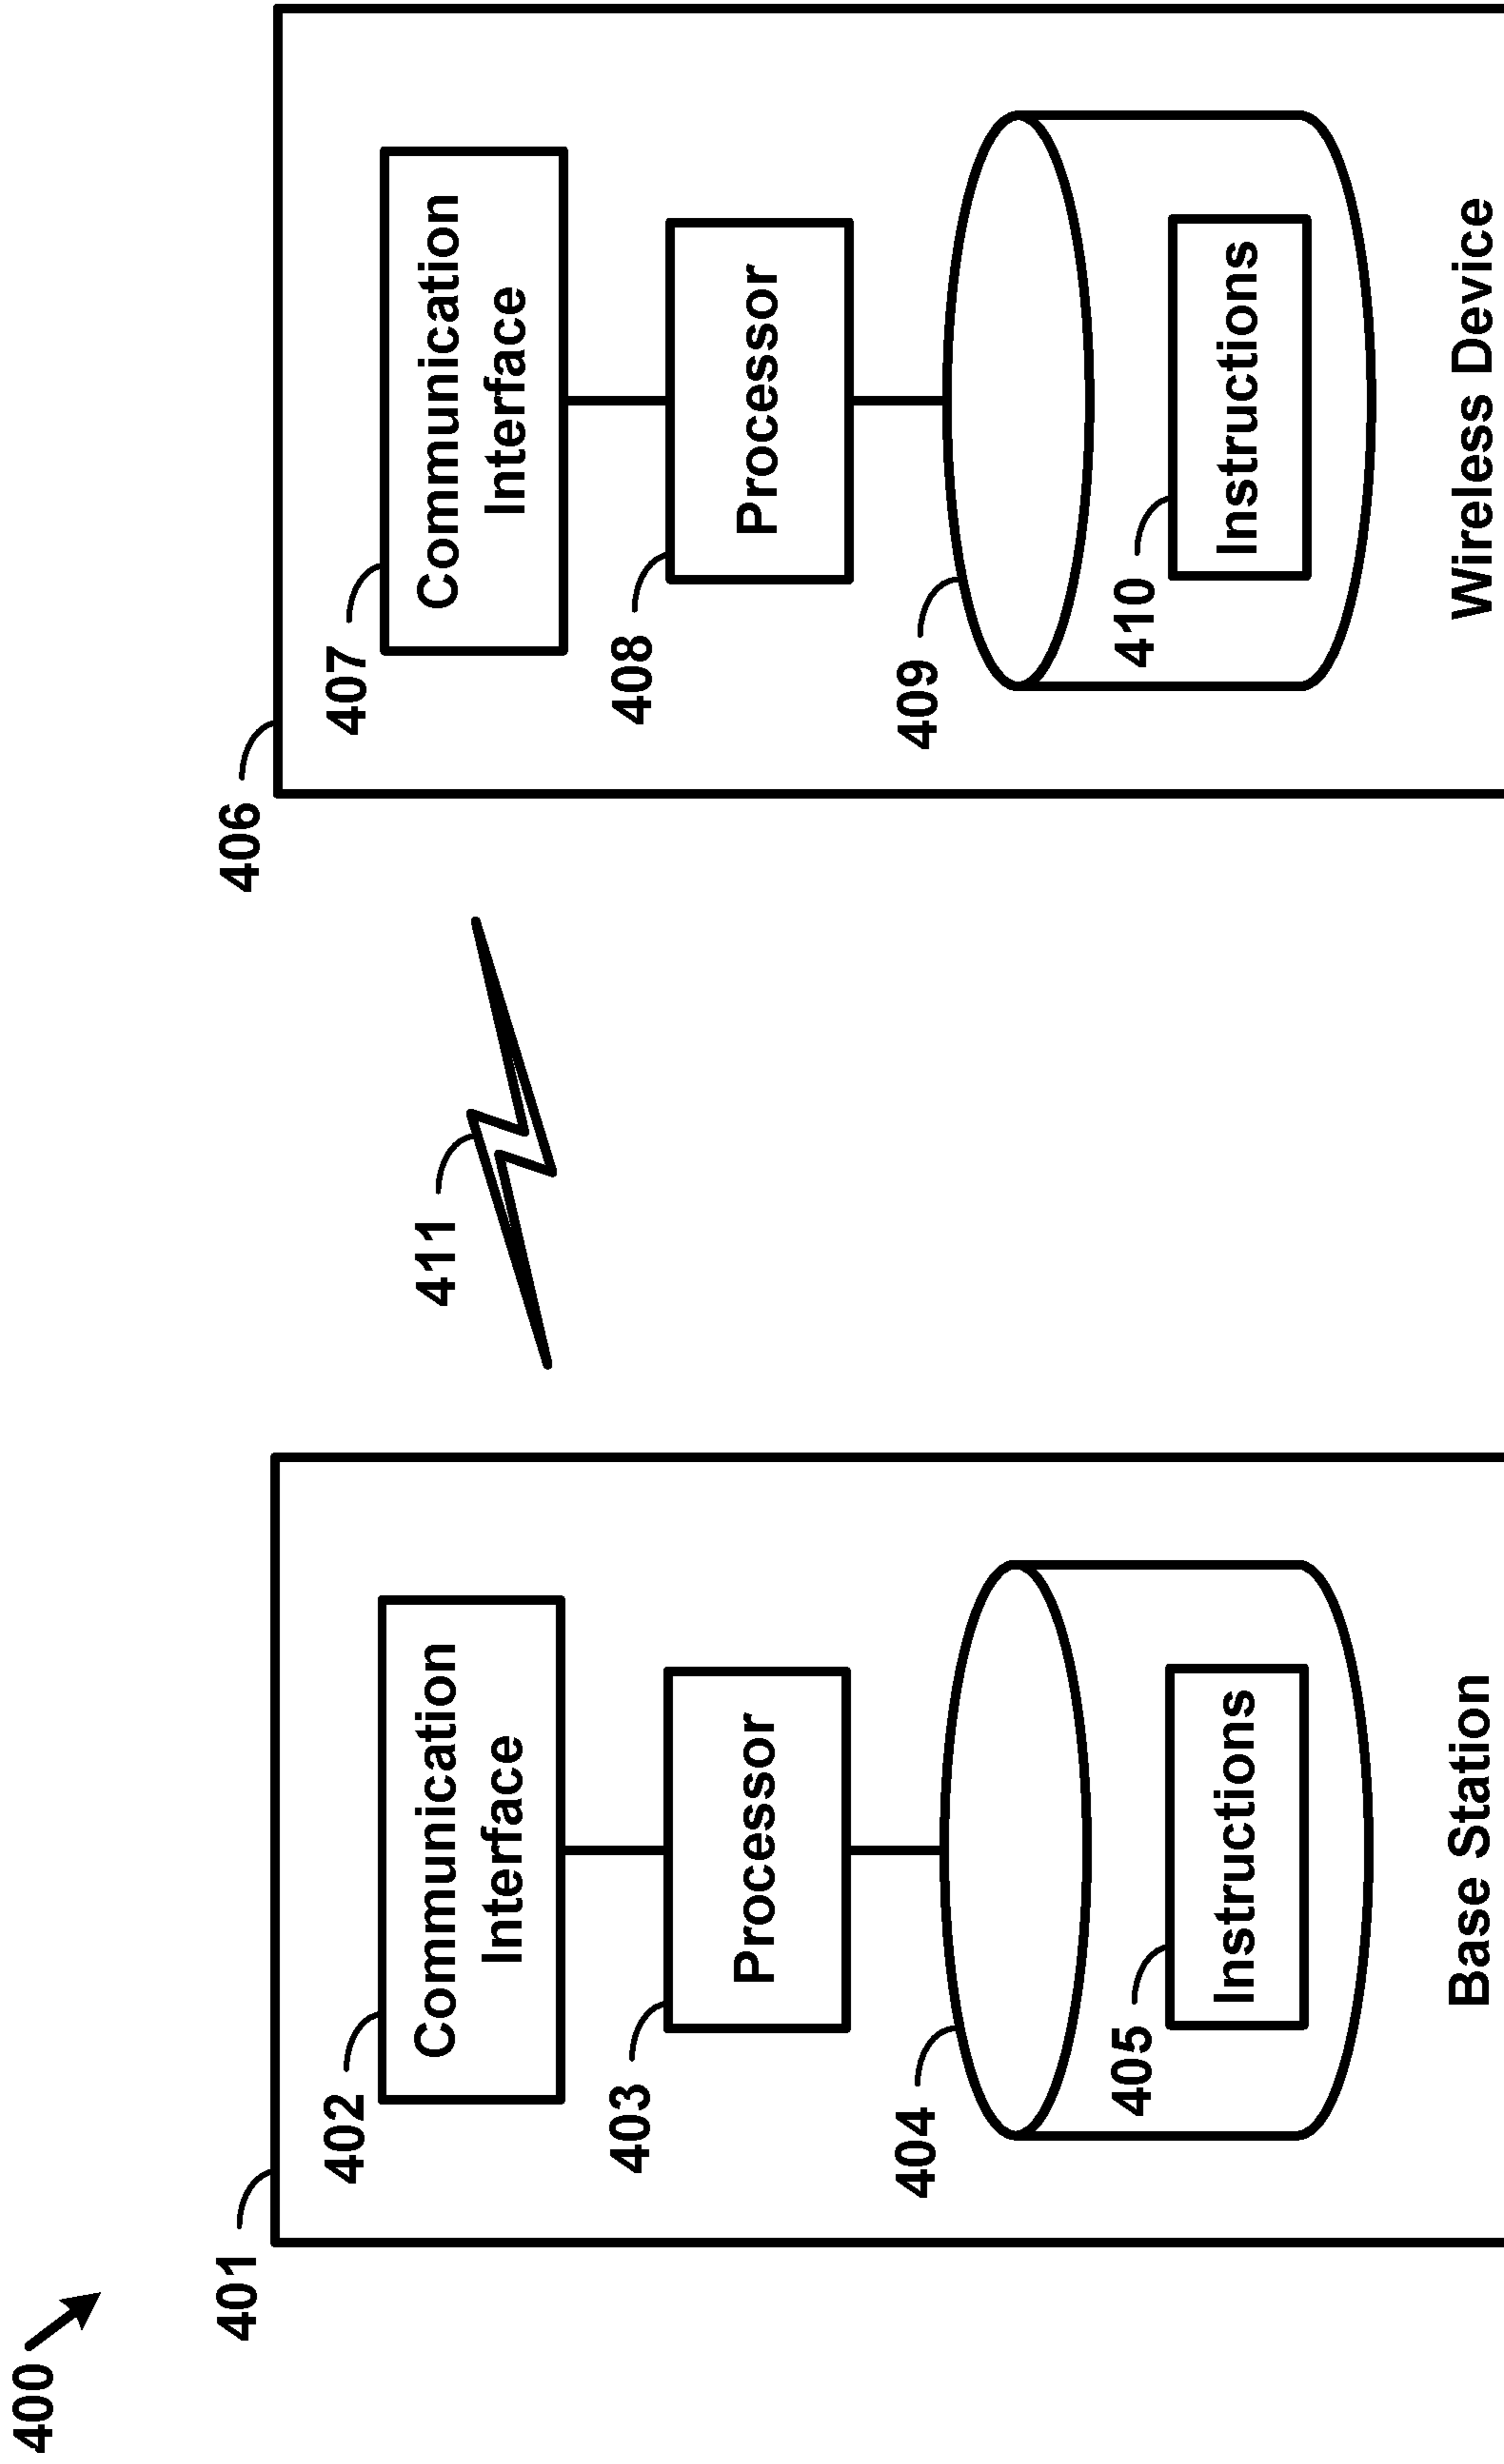 400
401
402
Communication
Interface
403
Processor
404
405
Instructions
Base Station
411
406
407
Communication
Interface
408
Processor
409
410
Instructions
Wireless Device